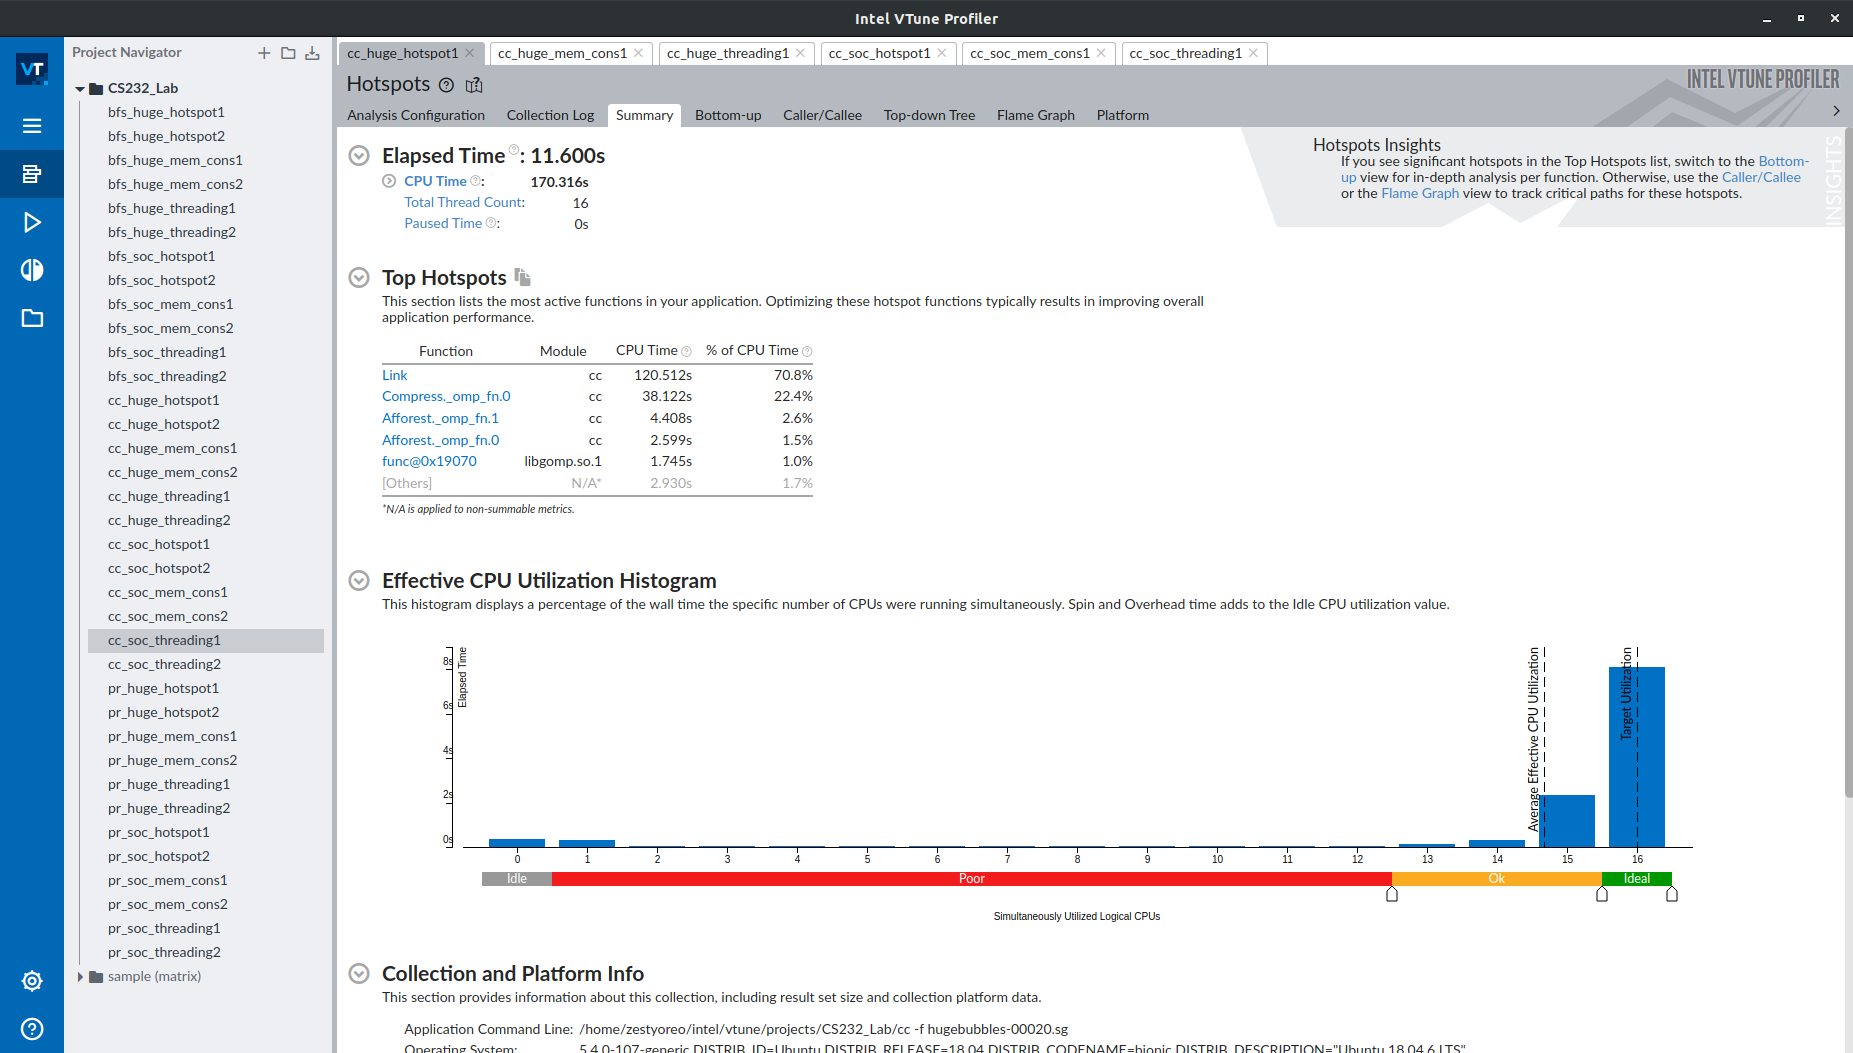 Intel VTune Profiler
VT
Project Navigator
CS232_Lab
bfs_huge_hotspot1
bfs_huge_hotspot2
bfs_huge_mem_cons1
bfs_huge_mem_cons2
bfs_huge_threading1
bfs_huge_threading2
bfs_soc_hotspot1
bfs_soc_hotspot2
bfs_soc_mem_cons1
bfs_soc_mem_cons2
bfs_soc_threading1
bfs_soc_threading2
cc_huge_hotspot1
cc_huge_hotspot2
cc_huge_mem_cons1
cc_huge_mem_cons2
cc_huge_threading1
cc_huge_threading2
cc_soc_hotspot1
cc_soc_hotspot2
cc_soc_mem_cons1
cc_soc_mem_cons2
cc_soc_threading1
cc_soc_threading2
pr_huge_hotspot1
pr_huge_hotspot2
pr_huge_mem_cons1
pr_huge_mem_cons2
pr_huge_threading1
pr_huge_threading2
pr_soc_hotspot1
pr_soc_hotspot2
pr_soc_mem_cons1
pr_soc_mem_cons2
pr_soc_threading1
pr_soc_threading2
sample (matrix)
cc_huge_hotspot1 cc_huge_mem_cons1 cc_huge_threading1 cc_soc_hotspot1 cc_soc_mem_cons1 cc_soc_threading1
Hotspots
INTEL VTUNE PROFILER
Analysis Configuration Collection Log Summary Bottom-up Caller/Callee Top-down Tree Flame Graph Platform
Elapsed Time: 11.600s
CPU Time: 170.316s
Total Thread Count: 16
Paused Time: 0s
Hotspots Insights
If you see significant hotspots in the Top Hotspots list, switch to the Bottom-
up view for in-depth analysis per function. Otherwise, use the Caller/Callee
or the Flame Graph view to track critical paths for these hotspots.
INSIGHTS
Top Hotspots
This section lists the most active functions in your application. Optimizing these hotspot functions typically results in improving overall
application performance.
Function Module CPU Time % of CPU Time
Link cc 120.512s 70.8%
Compress._omp_fn.0 cc 38.122s 22.4%
Afforest._omp_fn.1 cc 4.408s 2.6%
Afforest._omp_fn.0 cc 2.599s 1.5%
func@0x19070 libgomp.so.1 1.745s 1.0%
[Others] N/A* 2.930s 1.7%
*N/A is applied to non-summable metrics.
Effective CPU Utilization Histogram
This histogram displays a percentage of the wall time the specific number of CPUs were running simultaneously. Spin and Overhead time adds to the Idle CPU utilization value.
Elapsed Time
8s
6s
4s
2s
0s
Average Effective CPU Utilization
Target Utilization
0 1 2 3 4 5 6 7 8 9 10 11 12 13 14 15 16
Idle Poor Ok Ideal
Simultaneously Utilized Logical CPUs
Collection and Platform Info
This section provides information about this collection, including result set size and collection platform data.
Application Command Line: /home/zestyoreo/intel/vtune/projects/CS232_Lab/cc -f hugebubbles-00020.sg
Operating System: 5.4.0-107-generic DISTRIB_ID=Ubuntu DISTRIB_RELEASE=18.04 DISTRIB_CODENAME=bionic DISTRIB_DESCRIPTION="Ubuntu 18.04.6 LTS"